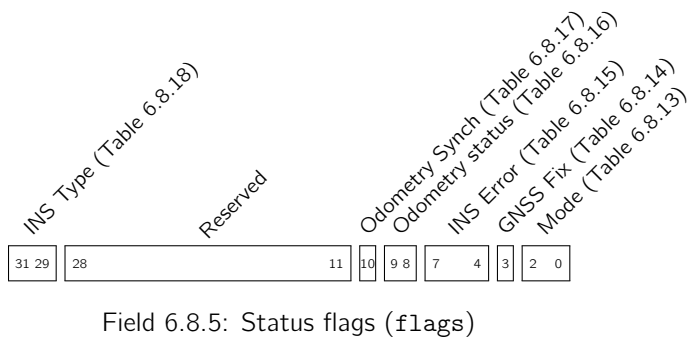 INS Type (Table 6.8.18)
Reserved
Odometry Synch (Table 6.8.17)
Odometry status (Table 6.8.16)
INS Error (Table 6.8.15)
GNSS Fix (Table 6.8.14)
Mode (Table 6.8.13)
31 29 28 11 10 9 8 7 4 3 2 0
Field 6.8.5: Status flags (flags)